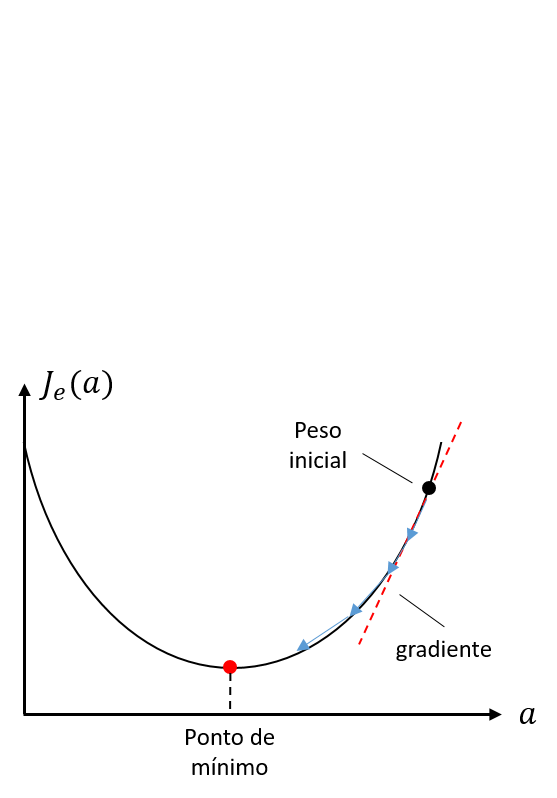 Jₑ(a)
Peso
inicial
gradiente
a
Ponto de
mínimo